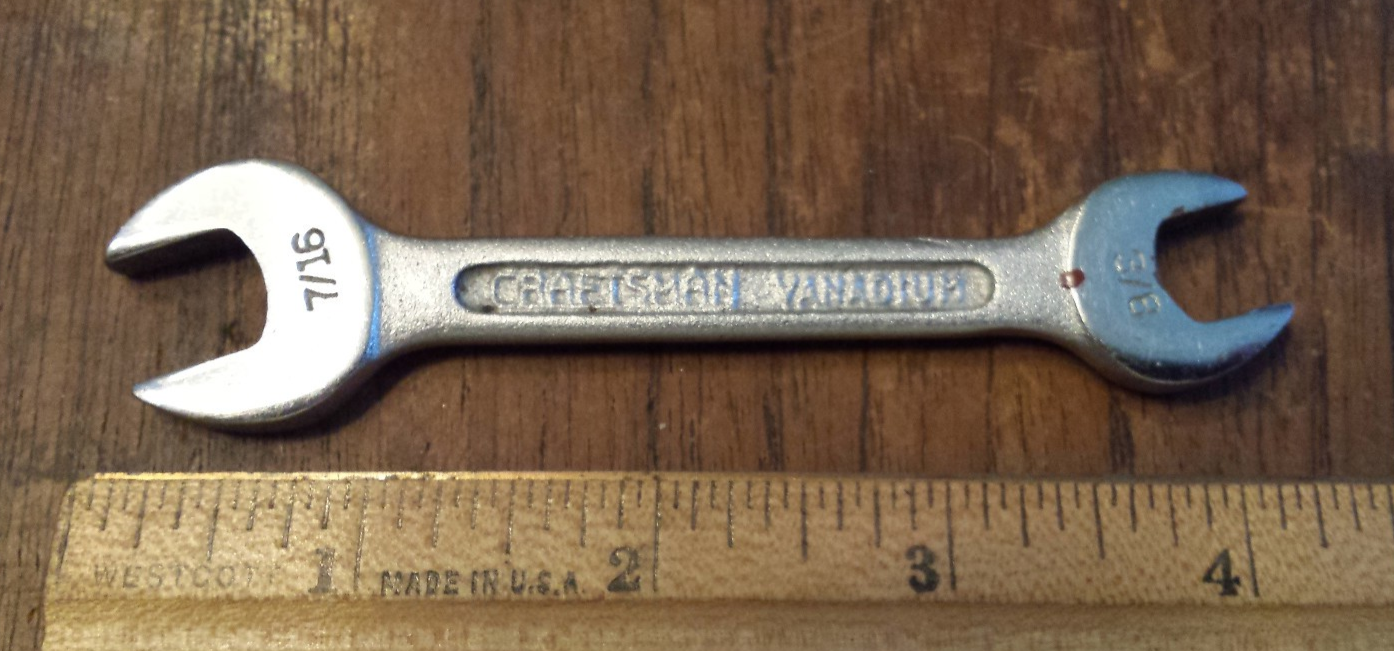 7/16
CRAFTSMAN VANADIUM
3/8
WESTCOTT
1 MADE IN U.S.A. 2 3 4